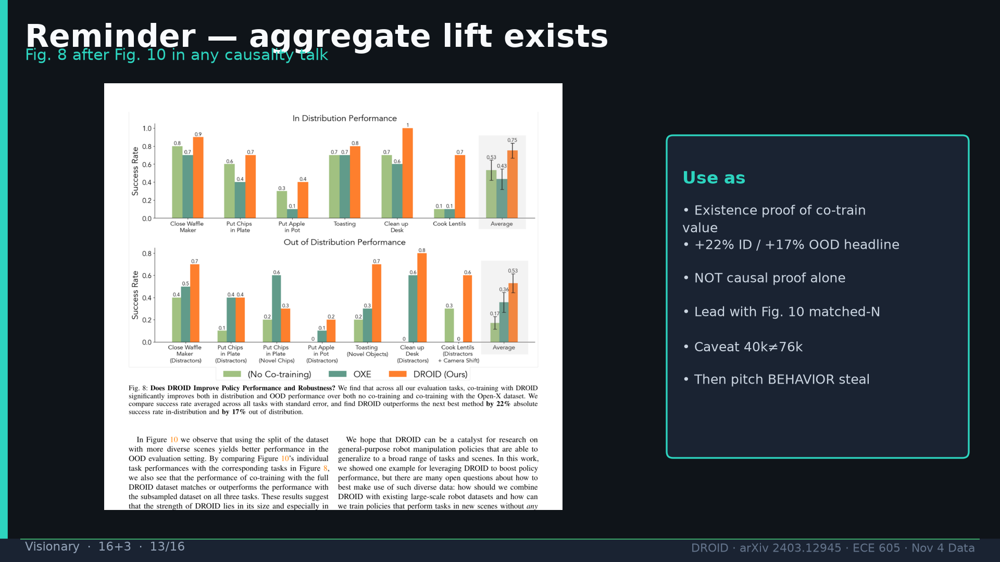 Reminder — aggregate lift exists
Fig. 8 after Fig. 10 in any causality talk
In Distribution Performance
Success Rate
1.0
0.8
0.6
0.4
0.2
0.0
0.8 0.7 0.9
0.6 0.4 0.7
0.3 0.1 0.4
0.7 0.7 0.8
0.7 0.6 1
0.1 0.1 0.7
0.53 0.43 0.75
Close Waffle
Maker
Put Chips
in Plate
Put Apple
in Pot
Toasting
Clean up
Desk
Cook Lentils
Average
Out of Distribution Performance
Success Rate
0.8
0.6
0.4
0.2
0.0
0.4 0.5 0.7
0.1 0.4 0.4
0.2 0.6 0.3
0 0.1 0.2
0.2 0.3 0.7
0 0.6 0.8
0.3 0 0.6
0.17 0.36 0.53
Close Waffle
Maker
(Distractors)
Put Chips
in Plate
(Distractors)
Put Chips
in Plate
(Novel Chips)
Put Apple
in Pot
(Distractors)
Toasting
(Novel Objects)
Clean up
Desk
(Distractors)
Cook Lentils
(Distractors
+ Camera Shift)
Average
(No Co-training) OXE DROID (Ours)
Fig. 8: Does DROID Improve Policy Performance and Robustness? We find that across all our evaluation tasks, co-training with DROID
significantly improves both in distribution and OOD performance over both no co-training and co-training with the Open-X dataset. We
compare success rate averaged across all tasks with standard error, and find DROID outperforms the next best method by 22% absolute
success rate in-distribution and by 17% out of distribution.
In Figure 10 we observe that using the split of the dataset
with more diverse scenes yields better performance in the
OOD evaluation setting. By comparing Figure 10's individual
task performances with the corresponding tasks in Figure 8,
we also see that the performance of co-training with the full
DROID dataset matches or outperforms the performance with
the subsampled dataset on all three tasks. These results suggest
that the strength of DROID lies in its size and especially in
We hope that DROID can be a catalyst for research on
general-purpose robot manipulation policies that are able to
generalize to a broad range of tasks and scenes. In this work,
we showed one example for leveraging DROID to boost policy
performance, but there are many open questions about how to
best make use of such diverse data: how should we combine
DROID with existing large-scale robot datasets and how can
we train policies that perform tasks in new scenes without any
Use as
• Existence proof of co-train
value
• +22% ID / +17% OOD headline
• NOT causal proof alone
• Lead with Fig. 10 matched-N
• Caveat 40k≠76k
• Then pitch BEHAVIOR steal
Visionary · 16+3 · 13/16
DROID · arXiv 2403.12945 · ECE 605 · Nov 4 Data